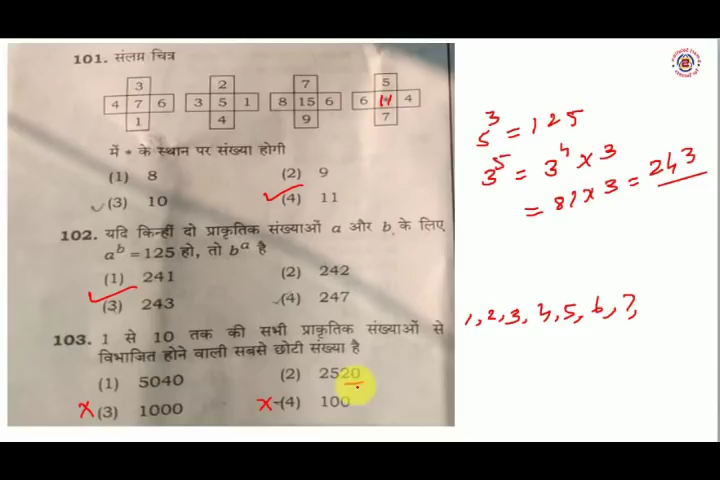 101. संलग्न चित्र
3 2 7 5
4 7 6 3 5 1 8 15 6 6 11 4
1 4 9 7
में * के स्थान पर संख्या होगी
(1) 8 (2) 9
(3) 10 (4) 11
102. यदि किन्हीं दो प्राकृतिक संख्याओं a और b के लिए
a^b = 125 हो, तो b^a है
(1) 241 (2) 242
(3) 243 (4) 247
103. 1 से 10 तक की सभी प्राकृतिक संख्याओं से
विभाजित होने वाली सबसे छोटी संख्या है
(1) 5040 (2) 2520
(3) 1000 (4) 100
5^3 = 125
3^5 = 3^4 × 3
= 81 × 3 = 243
1, 2, 3, 4, 5, 6, 7,